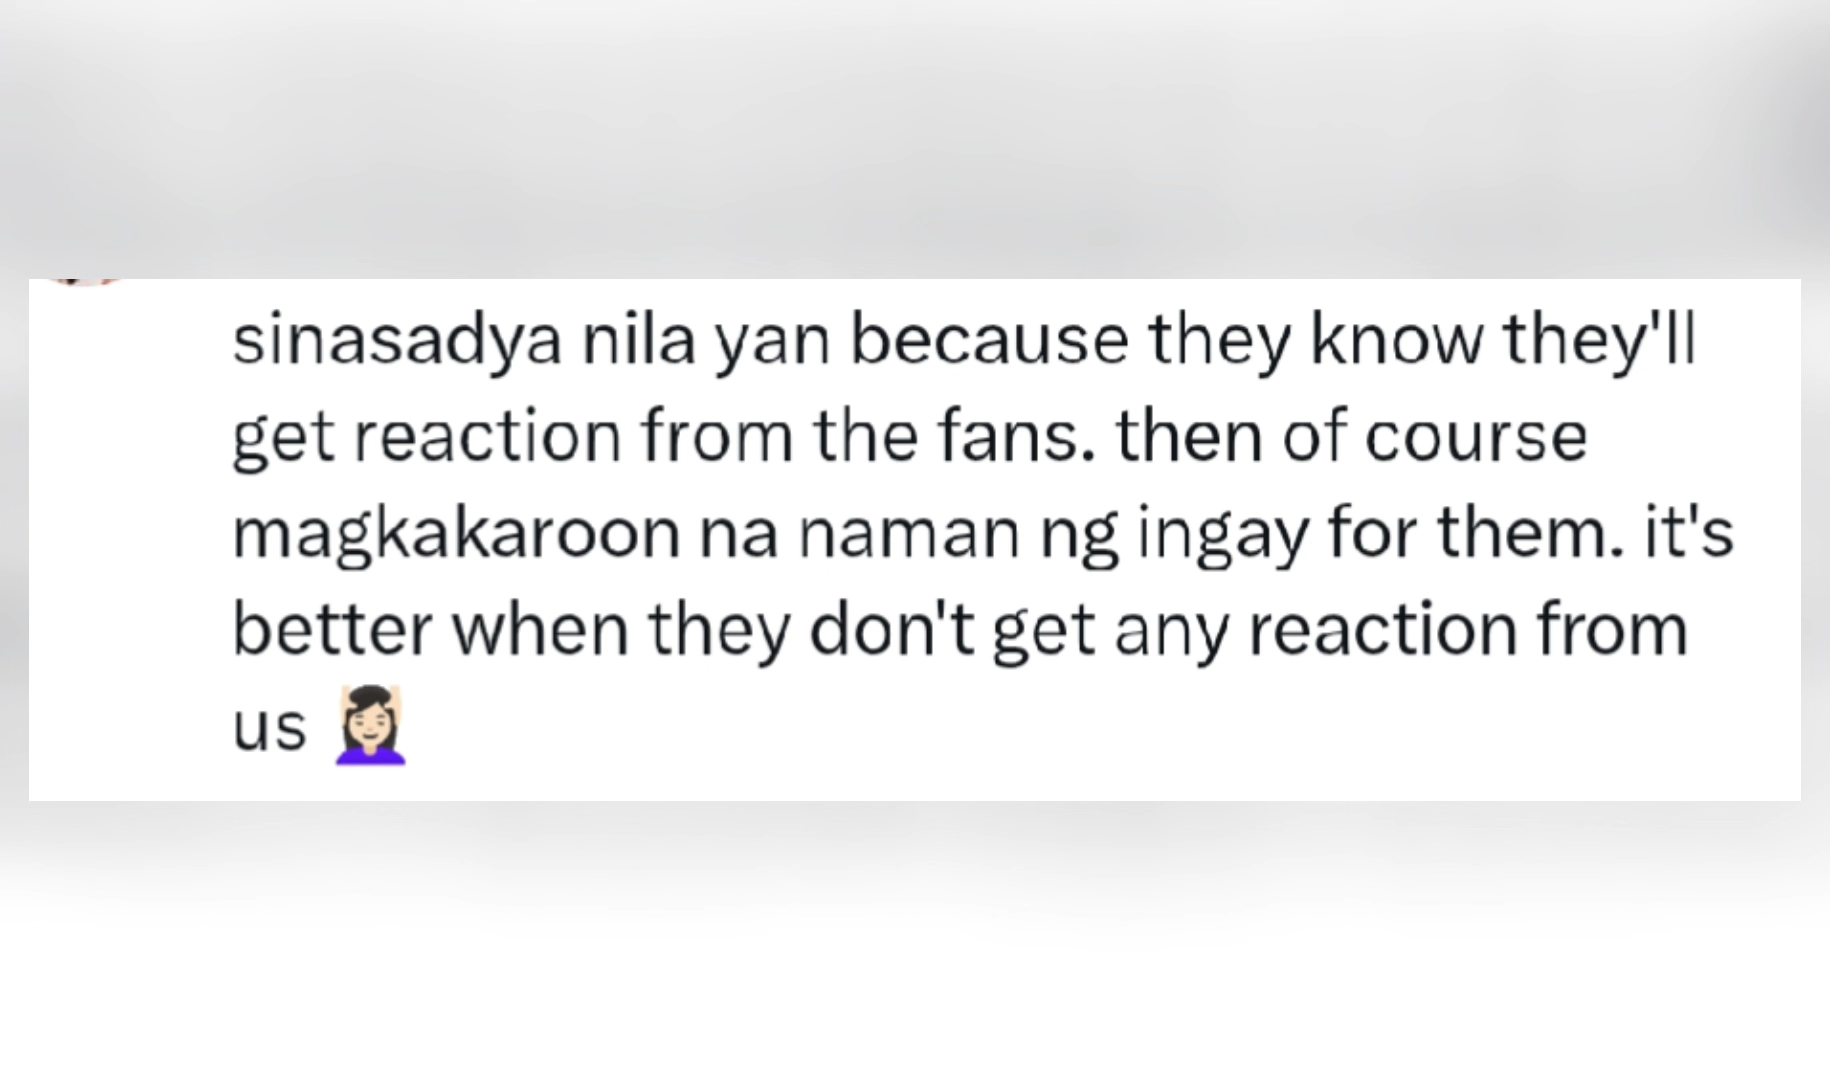 sinasadya nila yan because they know they'll
get reaction from the fans. then of course
magkakaroon na naman ng ingay for them. it's
better when they don't get any reaction from
us 💆🏻‍♀️